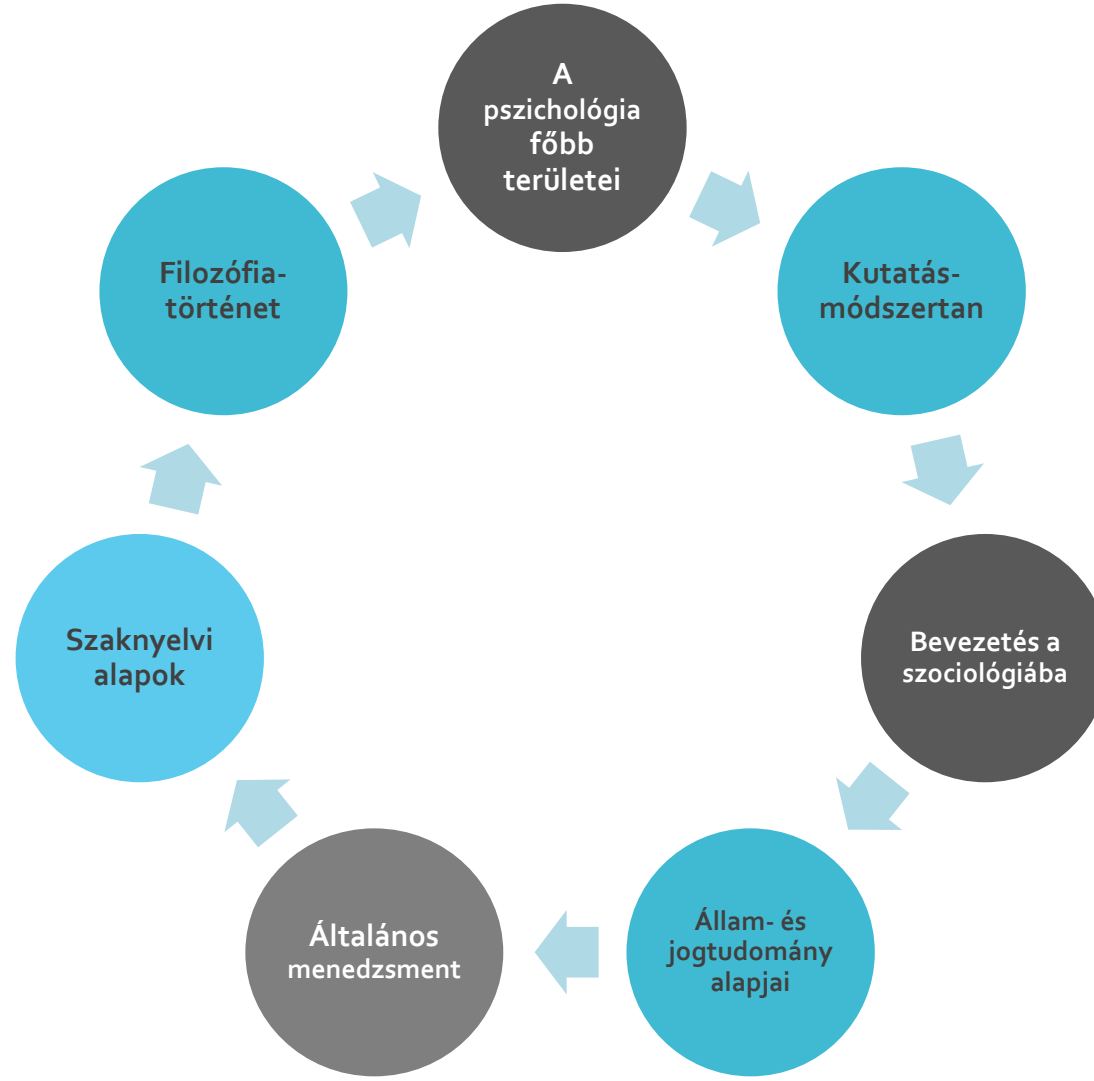 A
pszichológia
főbb
területei
Kutatás-
módszertan
Bevezetés a
szociológiába
Állam- és
jogtudomány
alapjai
Általános
menedzsment
Szaknyelvi
alapok
Filozófia-
történet